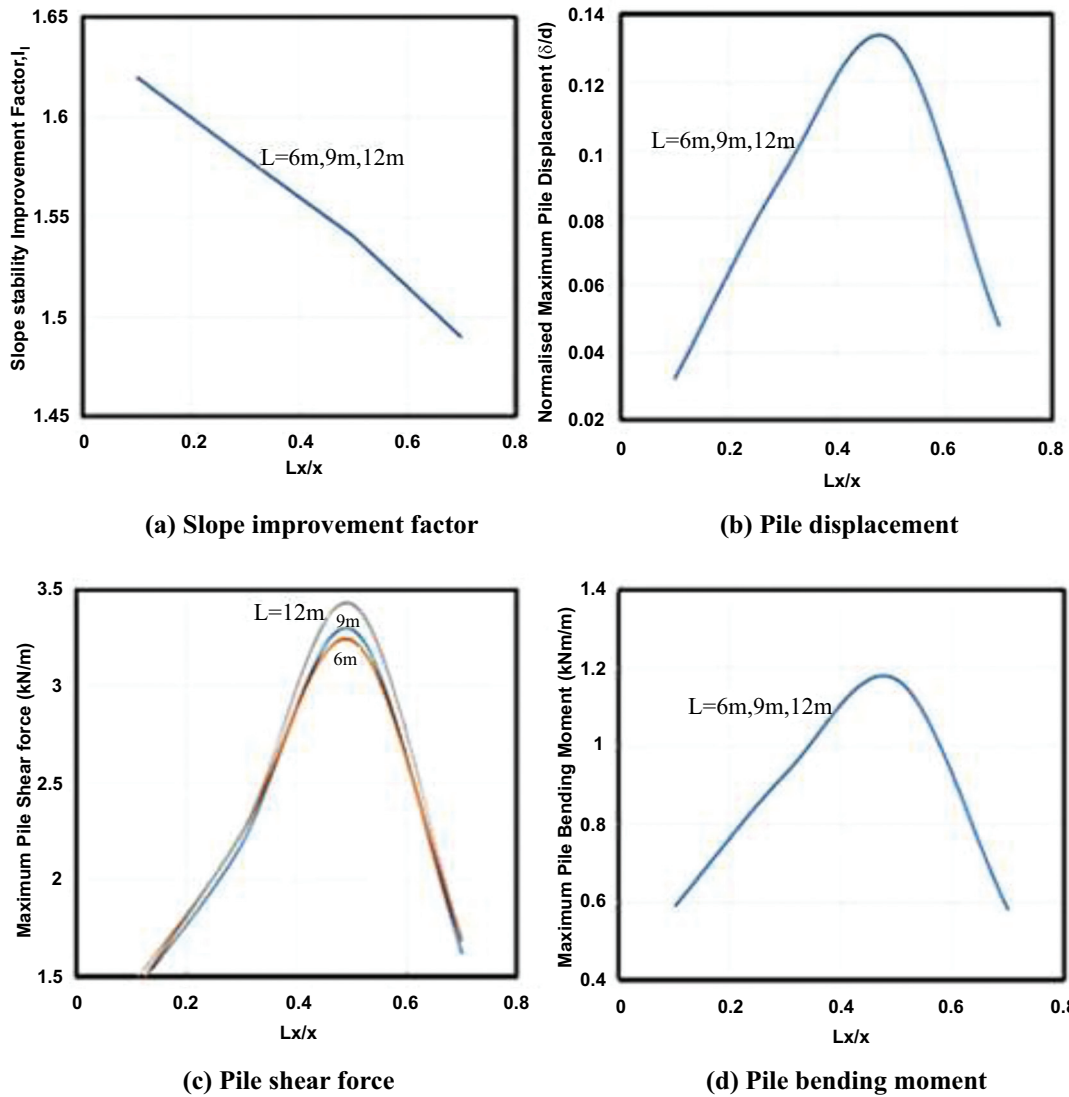 Slope stability Improvement Factor,I_I
1.65
1.6
1.55
1.5
1.45
L=6m,9m,12m
0
0.2
0.4
0.6
0.8
Lx/x
(a) Slope improvement factor
Normalised Maximum Pile Displacement (δ/d)
0.14
0.12
0.1
0.08
0.06
0.04
0.02
L=6m,9m,12m
0
0.2
0.4
0.6
0.8
Lx/x
(b) Pile displacement
Maximum Pile Shear force (kN/m)
3.5
3
2.5
2
1.5
L=12m
9m
6m
0
0.2
0.4
0.6
0.8
Lx/x
(c) Pile shear force
Maximum Pile Bending Moment (kNm/m)
1.4
1.2
1
0.8
0.6
0.4
L=6m,9m,12m
0
0.2
0.4
0.6
0.8
Lx/x
(d) Pile bending moment